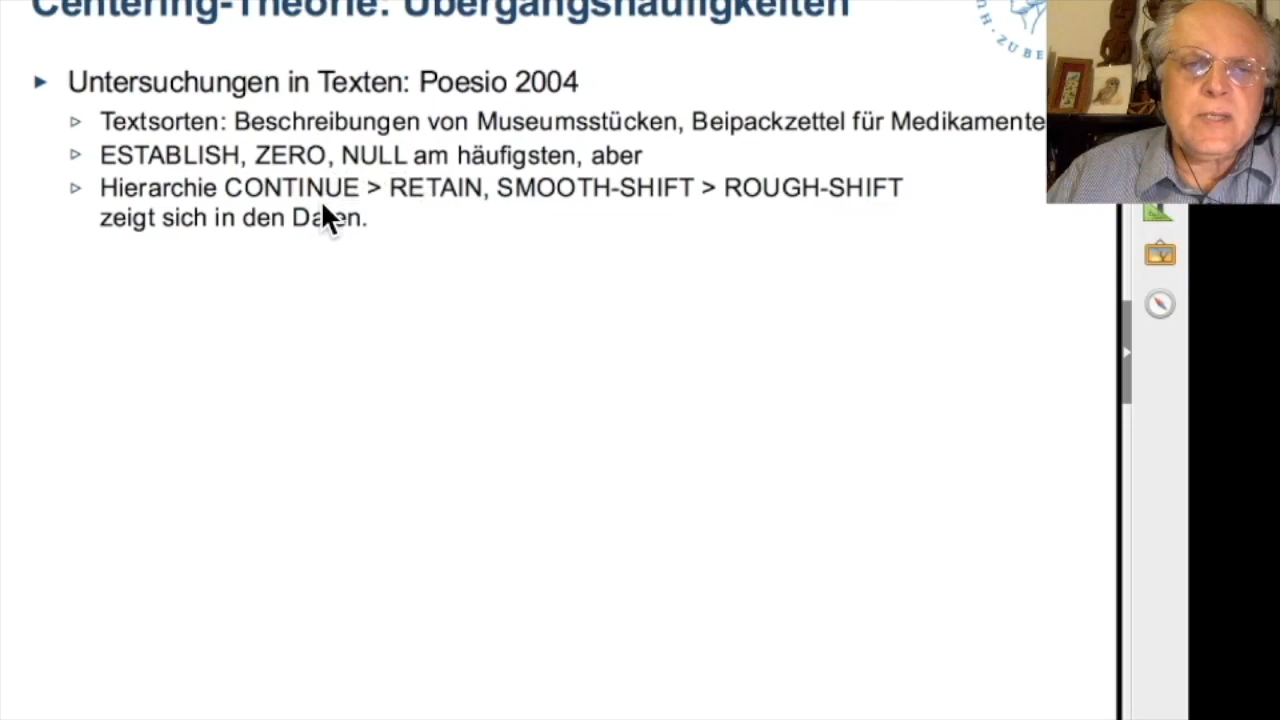 Centering-Theorie: Übergangshäufigkeiten
Untersuchungen in Texten: Poesio 2004
Textsorten: Beschreibungen von Museumsstücken, Beipackzettel für Medikamente
ESTABLISH, ZERO, NULL am häufigsten, aber
Hierarchie CONTINUE > RETAIN, SMOOTH-SHIFT > ROUGH-SHIFT
zeigt sich in den Daten.